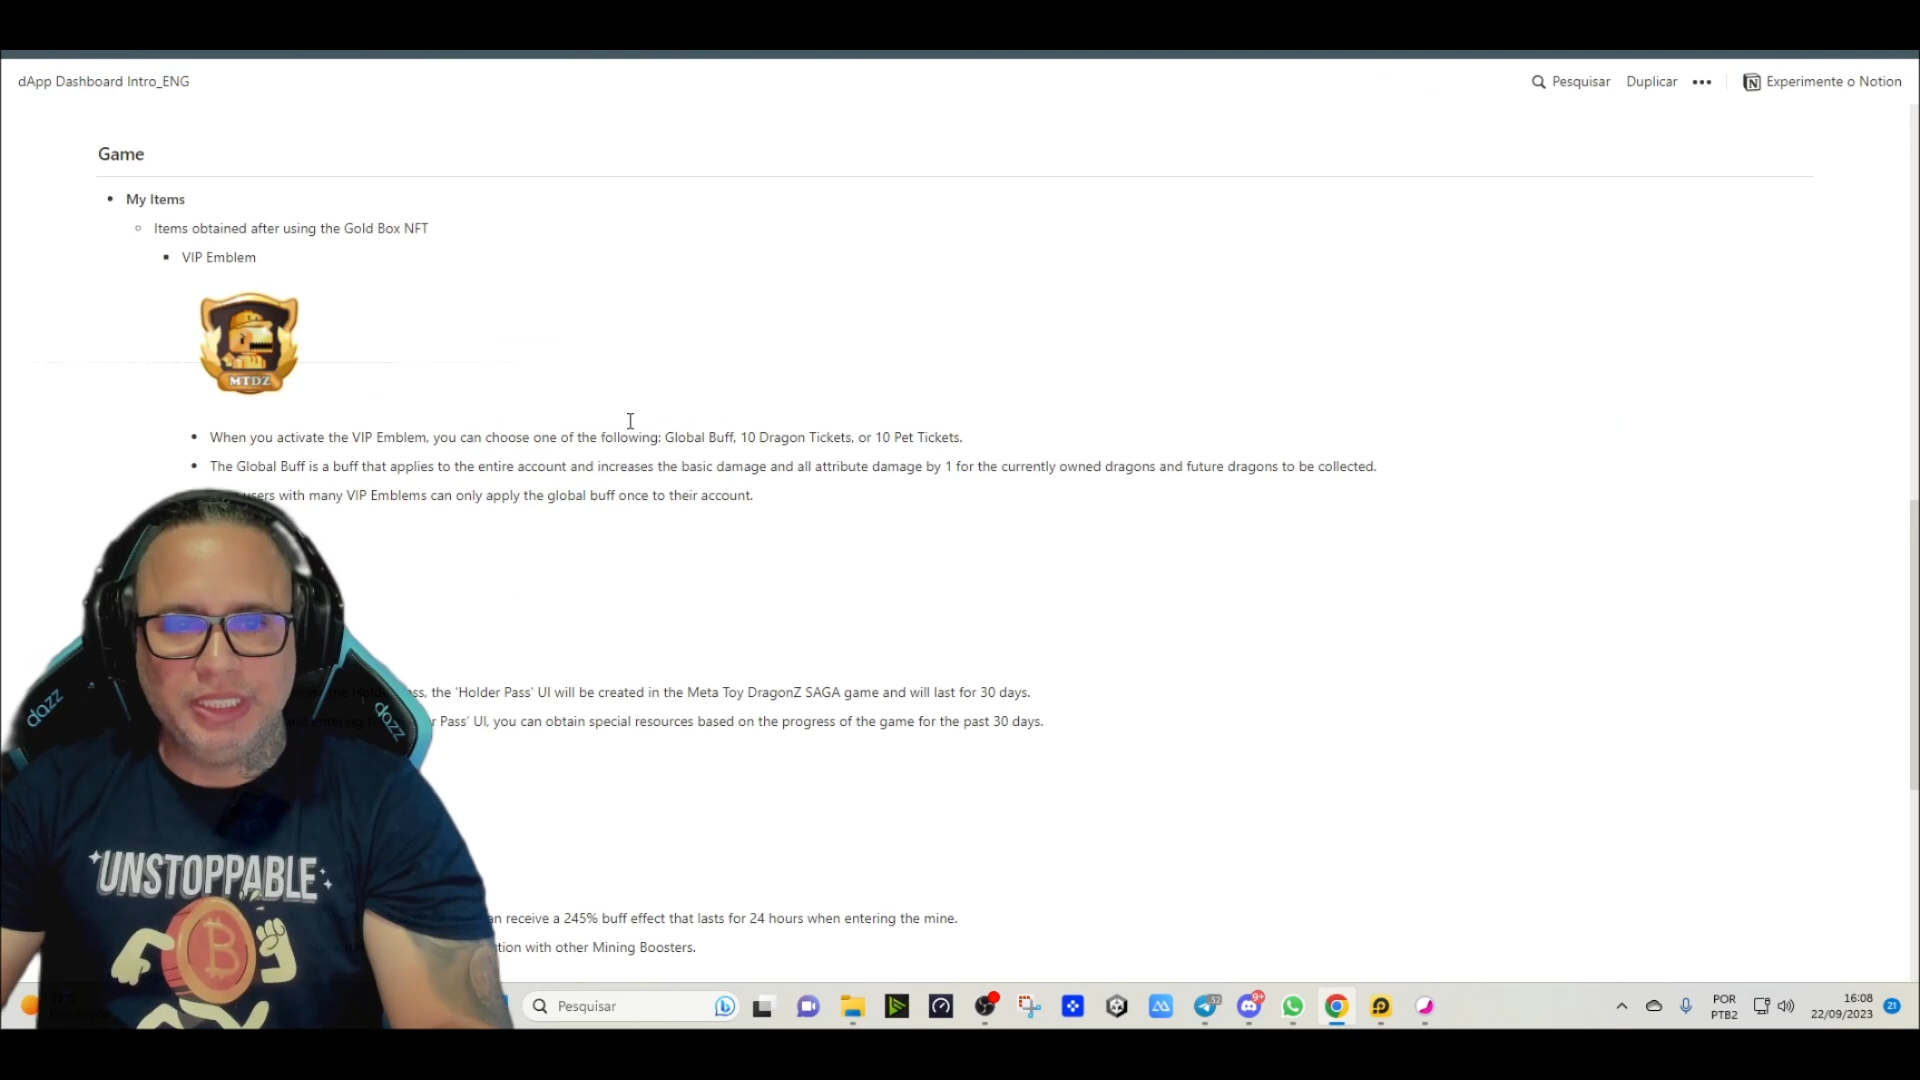 dApp Dashboard Intro_ENG
Pesquisar
Duplicar
Experimente o Notion
Game
My Items
Items obtained after using the Gold Box NFT
VIP Emblem
MTDZ
When you activate the VIP Emblem, you can choose one of the following: Global Buff, 10 Dragon Tickets, or 10 Pet Tickets.
The Global Buff is a buff that applies to the entire account and increases the basic damage and all attribute damage by 1 for the currently owned dragons and future dragons to be collected.
users with many VIP Emblems can only apply the global buff once to their account.
the 'Holder Pass' UI will be created in the Meta Toy DragonZ SAGA game and will last for 30 days.
Pass' UI, you can obtain special resources based on the progress of the game for the past 30 days.
dazz
dazz
UNSTOPPABLE
B
receive a 245% buff effect that lasts for 24 hours when entering the mine.
with other Mining Boosters.
Pesquisar
52
9+
POR
PTB2
16:08
22/09/2023
21